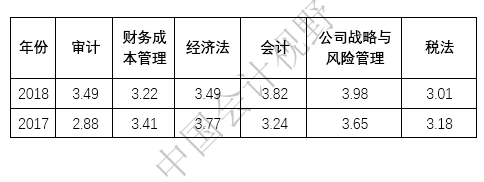 年份 审计 财务成本管理 经济法 会计 公司战略与风险管理 税法
2018 3.49 3.22 3.49 3.82 3.98 3.01
2017 2.88 3.41 3.77 3.24 3.65 3.18
中国会计视野